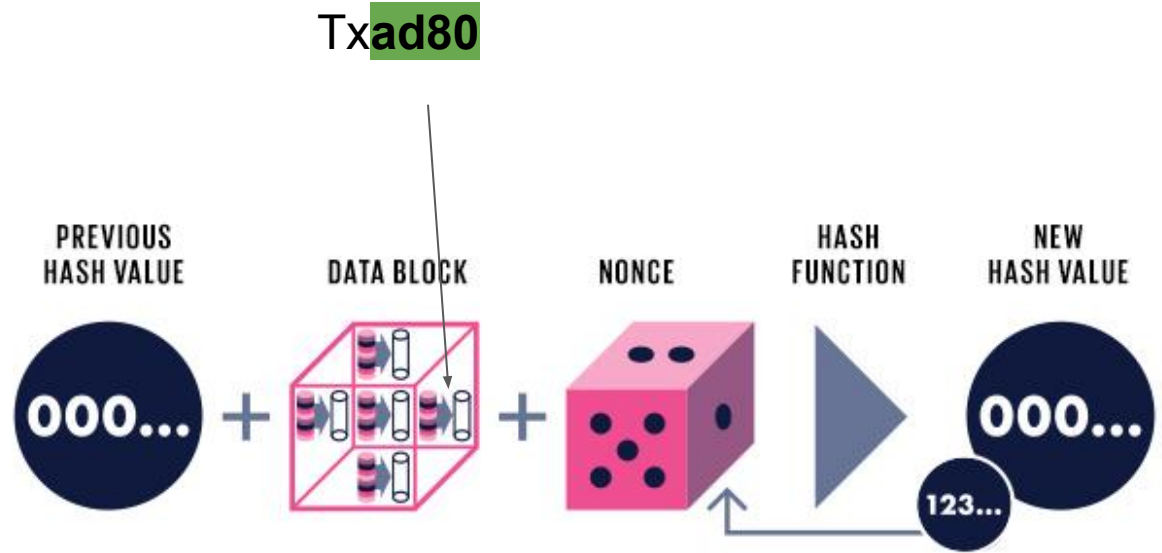 Txad80
PREVIOUS
HASH VALUE
DATA BLOCK
NONCE
HASH
FUNCTION
NEW
HASH VALUE
000...
000...
123...